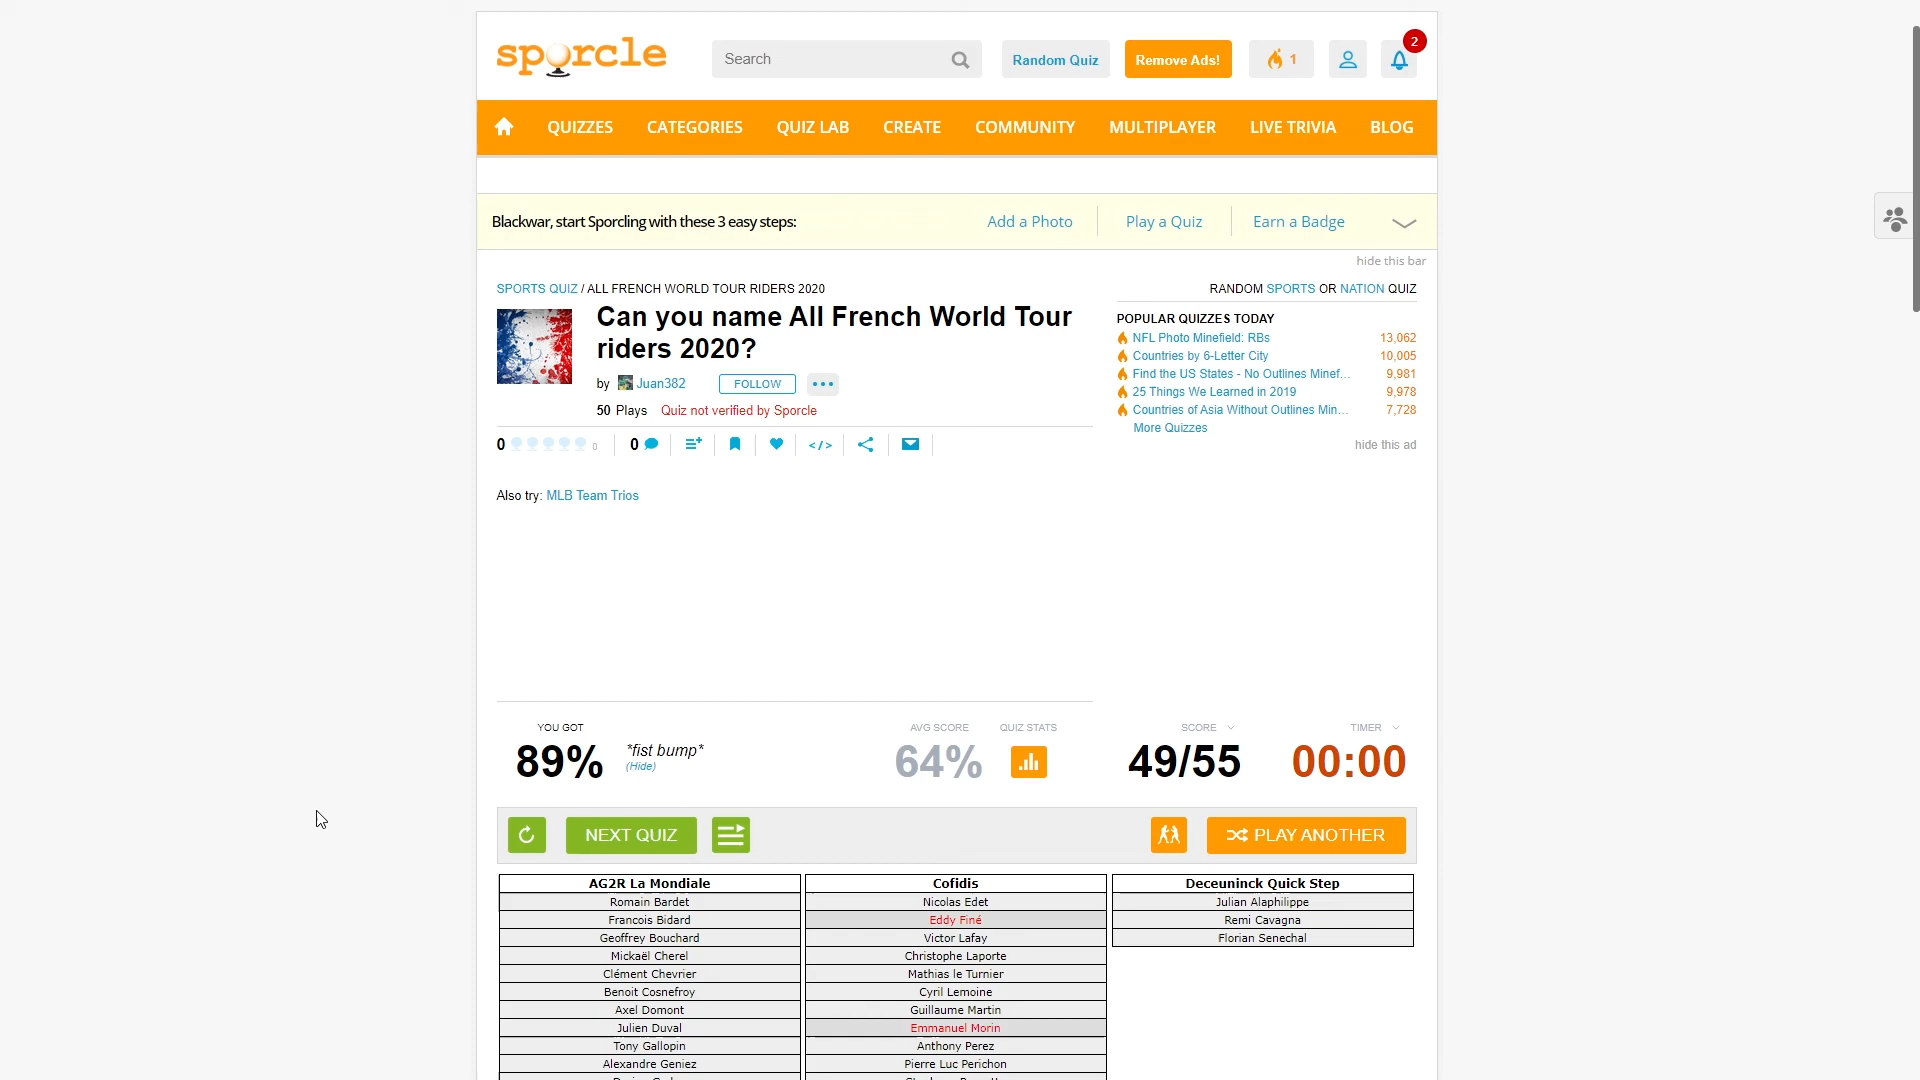 sporcle
Search
Random Quiz
Remove Ads!
1
2
QUIZZES
CATEGORIES
QUIZ LAB
CREATE
COMMUNITY
MULTIPLAYER
LIVE TRIVIA
BLOG
Blackwar, start Sporcling with these 3 easy steps:
Add a Photo
Play a Quiz
Earn a Badge
hide this bar
SPORTS QUIZ / ALL FRENCH WORLD TOUR RIDERS 2020
RANDOM SPORTS OR NATION QUIZ
Can you name All French World Tour
riders 2020?
by Juan382
FOLLOW
50 Plays Quiz not verified by Sporcle
POPULAR QUIZZES TODAY
NFL Photo Minefield: RBs 13,062
Countries by 6-Letter City 10,005
Find the US States - No Outlines Minef... 9,981
25 Things We Learned in 2019 9,978
Countries of Asia Without Outlines Min... 7,728
More Quizzes
hide this ad
0 0
0
</>
Also try: MLB Team Trios
YOU GOT
89%
*fist bump*
(Hide)
AVG SCORE
64%
QUIZ STATS
SCORE
49/55
TIMER
00:00
NEXT QUIZ
PLAY ANOTHER
AG2R La Mondiale
Romain Bardet
Francois Bidard
Geoffrey Bouchard
Mickaël Cherel
Clément Chevrier
Benoit Cosnefroy
Axel Domont
Julien Duval
Tony Gallopin
Alexandre Geniez
Cofidis
Nicolas Edet
Eddy Finé
Victor Lafay
Christophe Laporte
Mathias le Turnier
Cyril Lemoine
Guillaume Martin
Emmanuel Morin
Anthony Perez
Pierre Luc Perichon
Deceuninck Quick Step
Julian Alaphilippe
Remi Cavagna
Florian Senechal